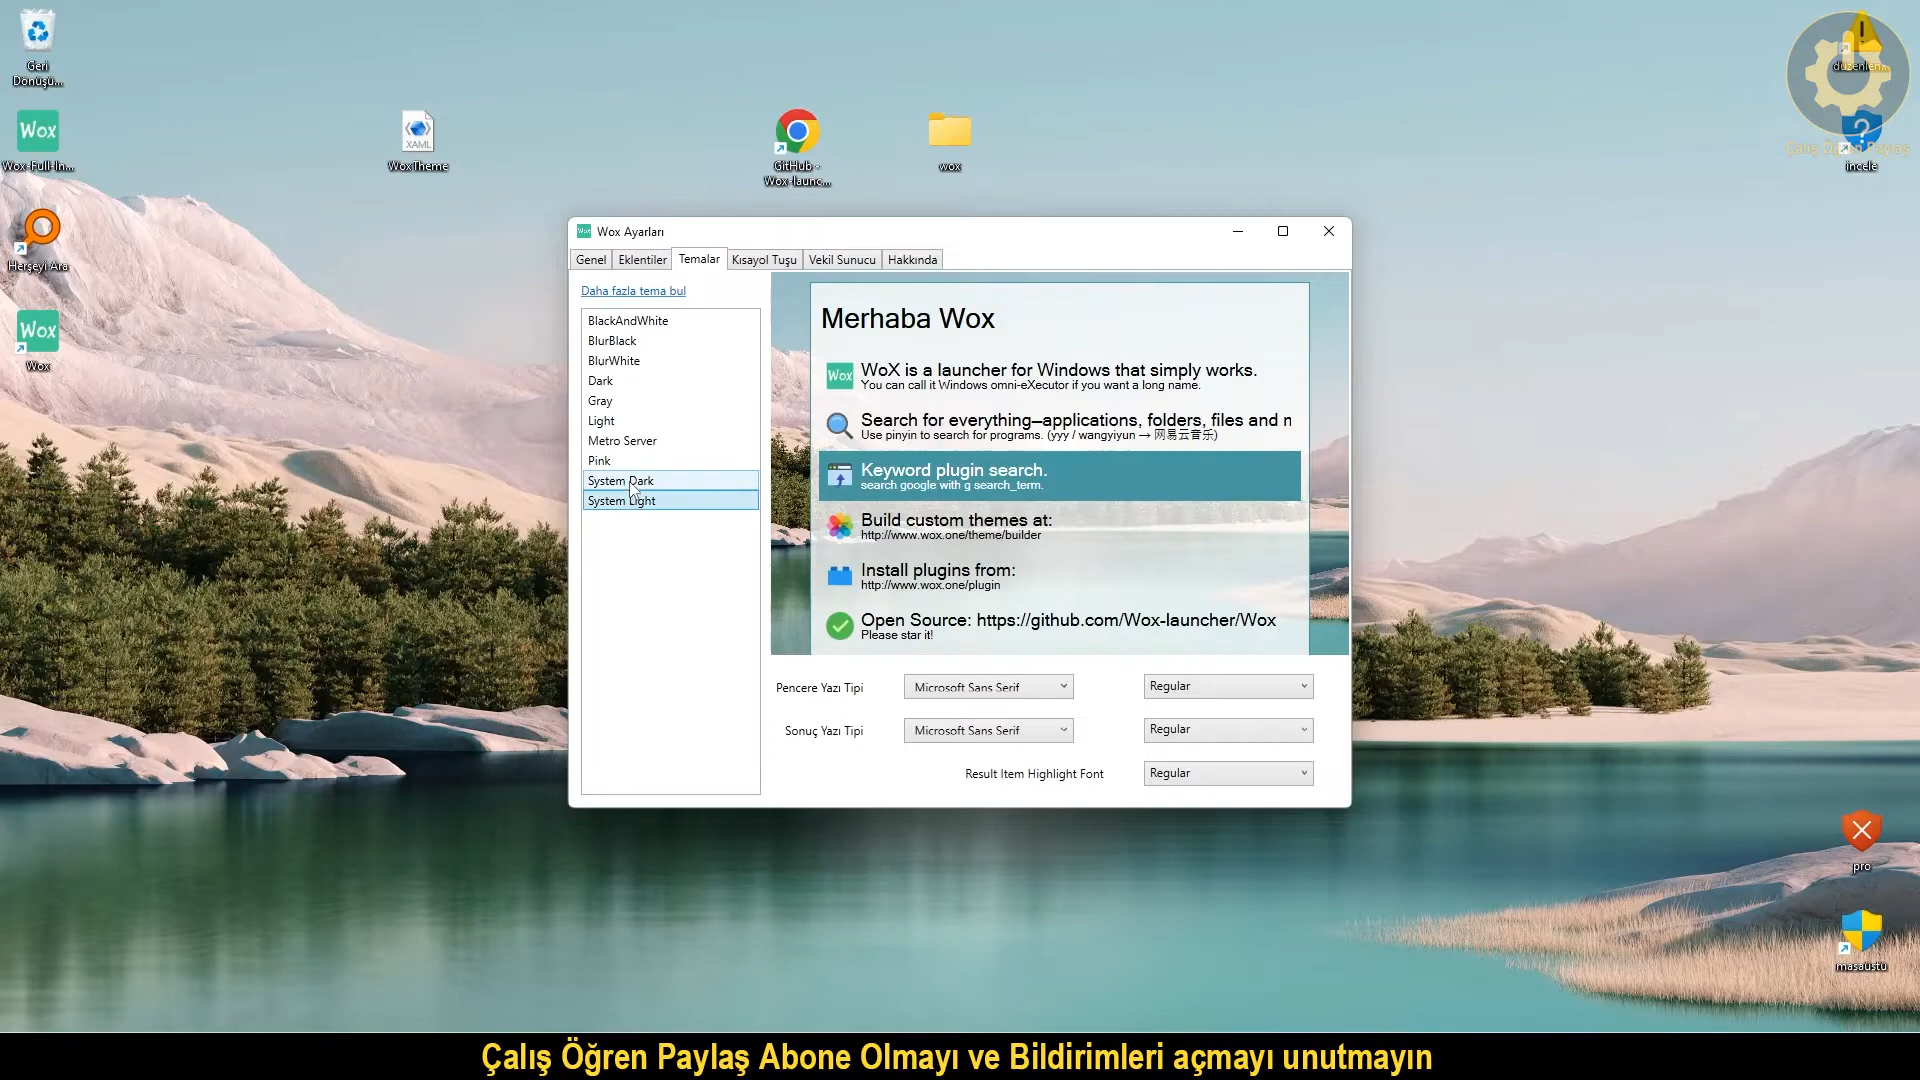 Geri
Dönüşü...
Wox
Wox-Full-In...
Herşeyi Ara
Wox
Wox
XAML
WoxTheme
GitHub -
Wox-launc...
wox
düzenlen...
Çalış Öğren Paylaş
incele
Wox Wox Ayarları
Genel Eklentiler Temalar Kısayol Tuşu Vekil Sunucu Hakkında
Daha fazla tema bul
BlackAndWhite
BlurBlack
BlurWhite
Dark
Gray
Light
Metro Server
Pink
System Dark
System Light
Merhaba Wox
Wox
WoX is a launcher for Windows that simply works.
You can call it Windows omni-eXecutor if you want a long name.
Search for everything—applications, folders, files and n
Use pinyin to search for programs. (yyy / wangyiyun → 网易云音乐)
Keyword plugin search.
search google with g search_term.
Build custom themes at:
http://www.wox.one/theme/builder
Install plugins from:
http://www.wox.one/plugin
Open Source: https://github.com/Wox-launcher/Wox
Please star it!
Pencere Yazı Tipi Microsoft Sans Serif Regular
Sonuç Yazı Tipi Microsoft Sans Serif Regular
Result Item Highlight Font Regular
pro
masaüstü
Çalış Öğren Paylaş Abone Olmayı ve Bildirimleri açmayı unutmayın